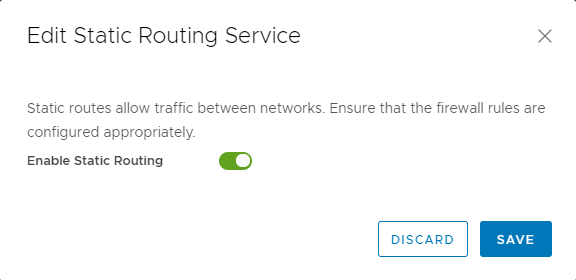 Edit Static Routing Service
Static routes allow traffic between networks. Ensure that the firewall rules are
configured appropriately.
Enable Static Routing
DISCARD
SAVE